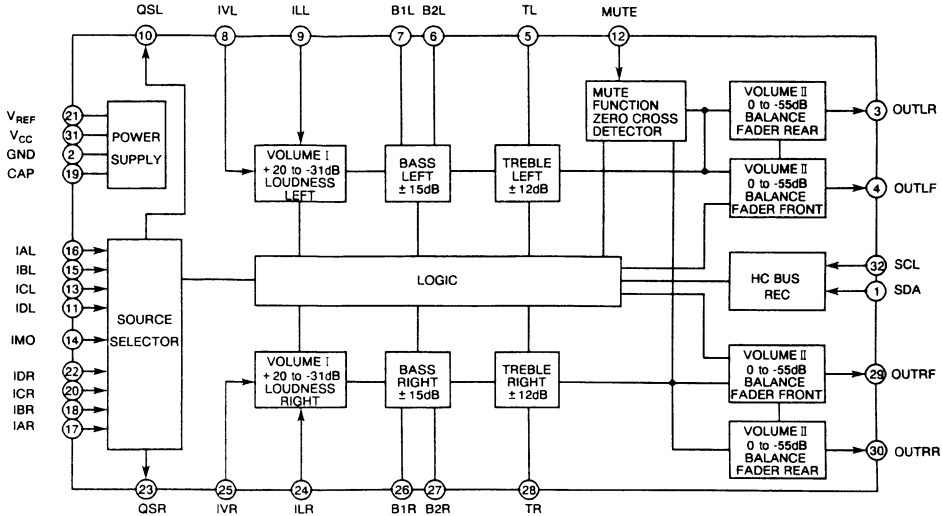 QSL IVL ILL B1L B2L TL MUTE
10 8 9 7 6 5 12
VREF 21
VCC 31
GND 2
CAP 19
POWER
SUPPLY
MUTE
FUNCTION
ZERO CROSS
DETECTOR
VOLUME II
0 to -55dB
BALANCE
FADER REAR
3 OUTLR
VOLUME I
+ 20 to -31dB
LOUDNESS
LEFT
BASS
LEFT
± 15dB
TREBLE
LEFT
± 12dB
VOLUME II
0 to -55dB
BALANCE
FADER FRONT
4 OUTLF
IAL 16
IBL 15
ICL 13
IDL 11
IMO 14
IDR 22
ICR 20
IBR 18
IAR 17
SOURCE
SELECTOR
LOGIC
HC BUS
REC
32 SCL
1 SDA
VOLUME I
+ 20 to -31dB
LOUDNESS
RIGHT
BASS
RIGHT
± 15dB
TREBLE
RIGHT
± 12dB
VOLUME II
0 to -55dB
BALANCE
FADER FRONT
29 OUTRF
VOLUME II
0 to -55dB
BALANCE
FADER REAR
30 OUTRR
23 25 24 26 27 28
QSR IVR ILR B1R B2R TR